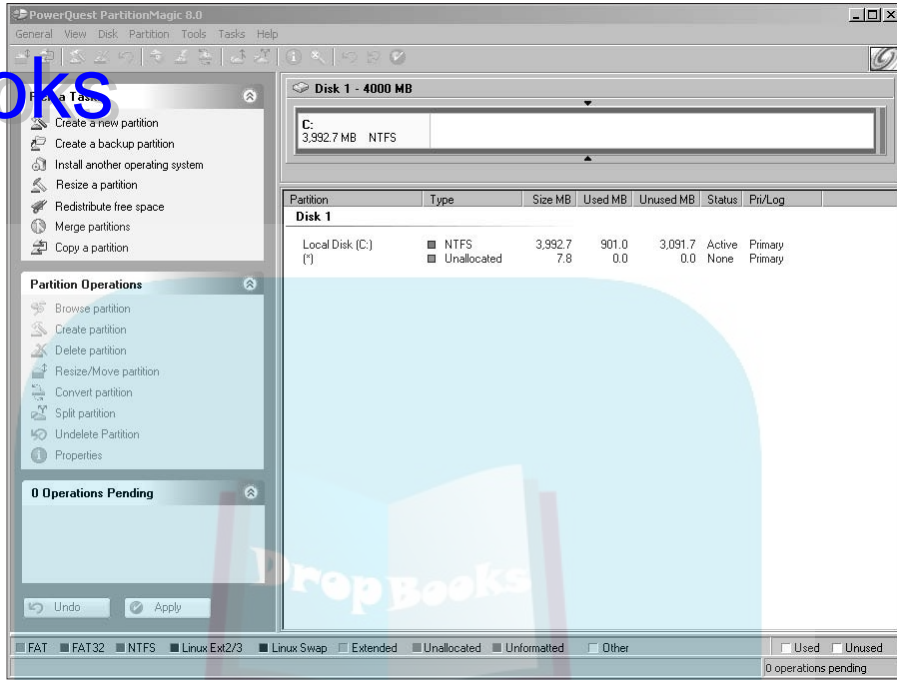 PowerQuest PartitionMagic 8.0
General View Disk Partition Tools Tasks Help
oks
a Task
Create a new partition
Create a backup partition
Install another operating system
Resize a partition
Redistribute free space
Merge partitions
Copy a partition
Partition Operations
Browse partition
Create partition
Delete partition
Resize/Move partition
Convert partition
Split partition
Undelete Partition
Properties
0 Operations Pending
Undo Apply
Disk 1 - 4000 MB
C:
3,992.7 MB NTFS
Partition Type Size MB Used MB Unused MB Status Pri/Log
Disk 1
Local Disk (C:) NTFS 3,992.7 901.0 3,091.7 Active Primary
(*) Unallocated 7.8 0.0 0.0 None Primary
DropBooks
FAT FAT32 NTFS Linux Ext2/3 Linux Swap Extended Unallocated Unformatted Other Used Unused
0 operations pending